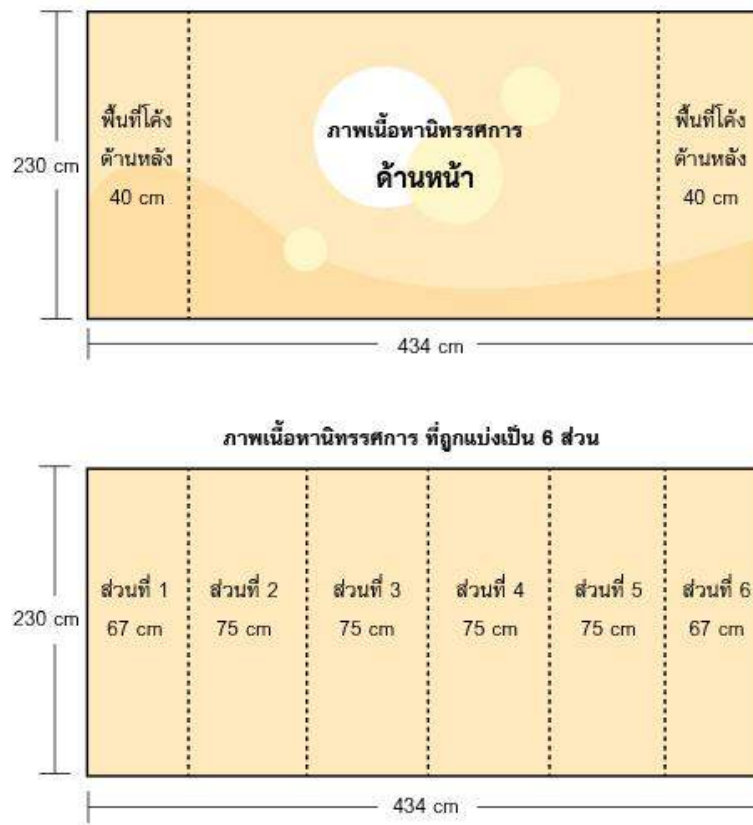 พื้นที่โค้ง
ด้านหลัง
40 cm
ภาพเนื้อหานิทรรศการ
ด้านหน้า
พื้นที่โค้ง
ด้านหลัง
40 cm
230 cm
434 cm
ภาพเนื้อหานิทรรศการ ที่ถูกแบ่งเป็น 6 ส่วน
ส่วนที่ 1
67 cm
ส่วนที่ 2
75 cm
ส่วนที่ 3
75 cm
ส่วนที่ 4
75 cm
ส่วนที่ 5
75 cm
ส่วนที่ 6
67 cm
230 cm
434 cm